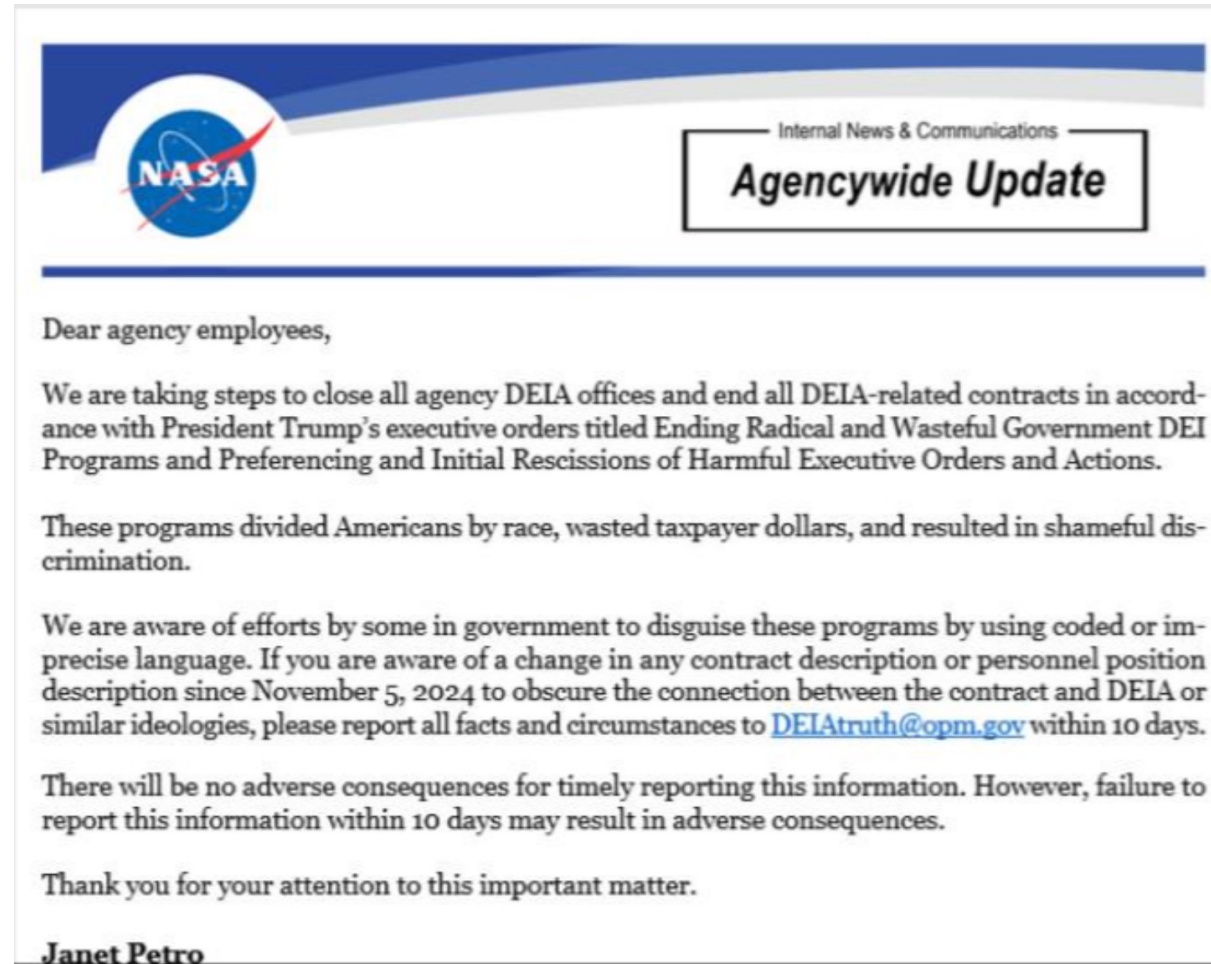 NASA
Internal News & Communications
Agencywide Update
Dear agency employees,
We are taking steps to close all agency DEIA offices and end all DEIA-related contracts in accord-
ance with President Trump’s executive orders titled Ending Radical and Wasteful Government DEI
Programs and Preferencing and Initial Rescissions of Harmful Executive Orders and Actions.
These programs divided Americans by race, wasted taxpayer dollars, and resulted in shameful dis-
crimination.
We are aware of efforts by some in government to disguise these programs by using coded or im-
precise language. If you are aware of a change in any contract description or personnel position
description since November 5, 2024 to obscure the connection between the contract and DEIA or
similar ideologies, please report all facts and circumstances to DEIAtruth@opm.gov within 10 days.
There will be no adverse consequences for timely reporting this information. However, failure to
report this information within 10 days may result in adverse consequences.
Thank you for your attention to this important matter.
Janet Petro